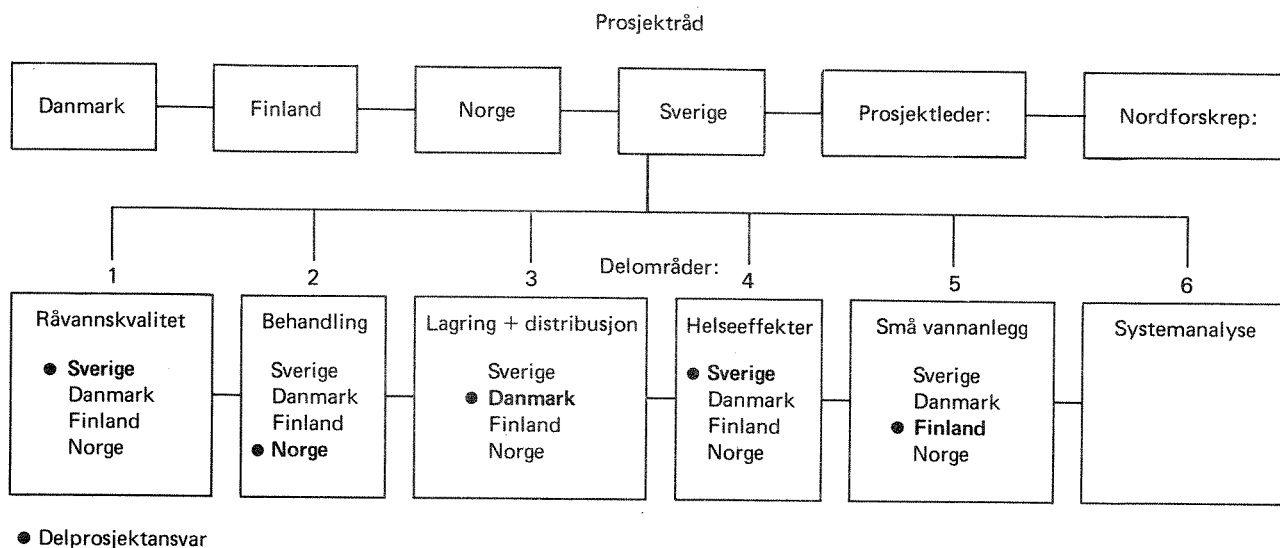 Prosjektråd
Danmark
Finland
Norge
Sverige
Prosjektleder:
Nordforskrep:
Delområder:
1
Råvannskvalitet
● Sverige
Danmark
Finland
Norge
2
Behandling
Sverige
Danmark
Finland
● Norge
3
Lagring + distribusjon
Sverige
● Danmark
Finland
Norge
4
Helseeffekter
● Sverige
Danmark
Finland
Norge
5
Små vannanlegg
Sverige
Danmark
● Finland
Norge
6
Systemanalyse
● Delprosjektansvar